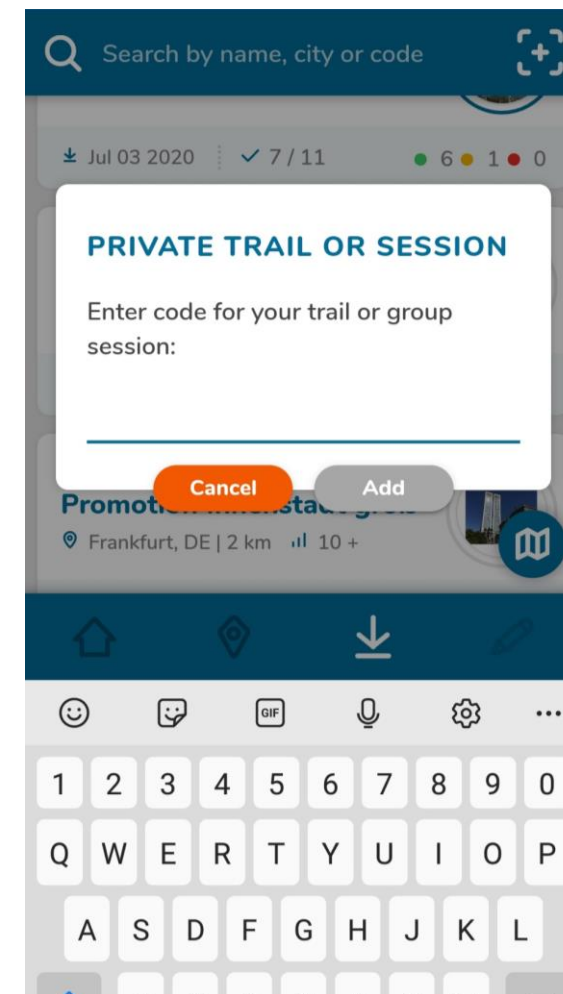 Search by name, city or code
Jul 03 2020 7 / 11 6 1 0
PRIVATE TRAIL OR SESSION
Enter code for your trail or group
session:
Cancel Add
Frankfurt, DE | 2 km 10 +
GIF
1 2 3 4 5 6 7 8 9 0
Q W E R T Y U I O P
A S D F G H J K L